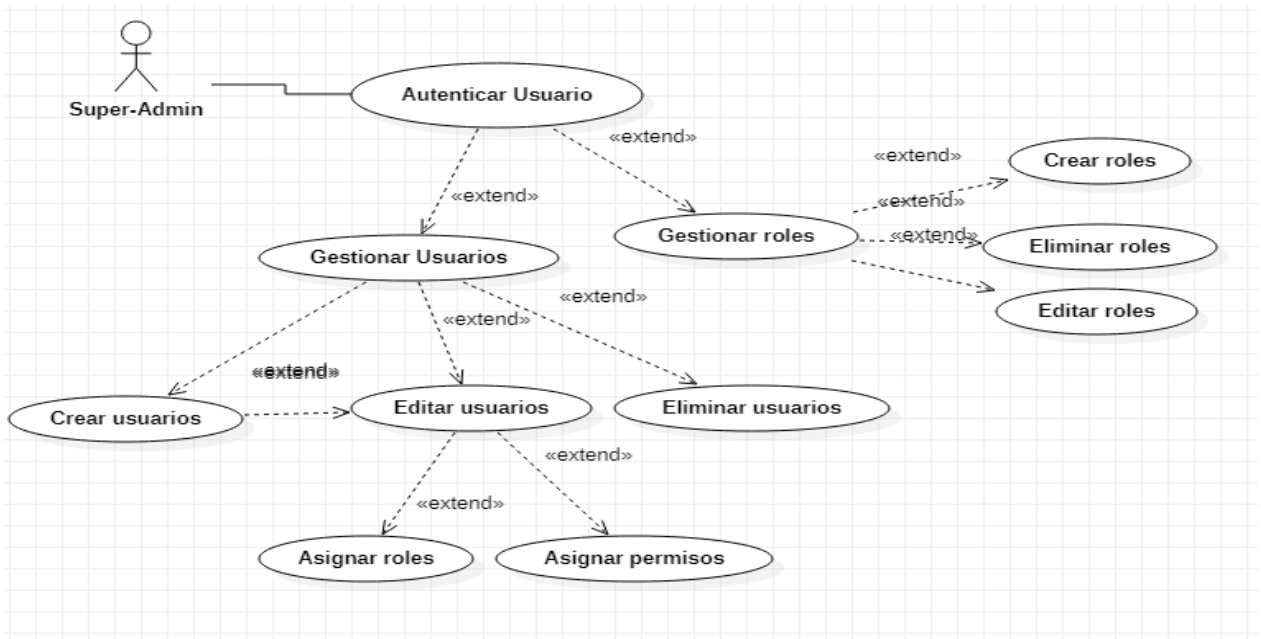 Super-Admin
Autenticar Usuario
«extend»
«extend»
«extend»
Crear roles
«extend»
Gestionar roles
«extend»
Eliminar roles
Gestionar Usuarios
«extend»
Editar roles
«extend»
«extend»
«extend»
Crear usuarios
Editar usuarios
Eliminar usuarios
«extend»
«extend»
Asignar roles
Asignar permisos